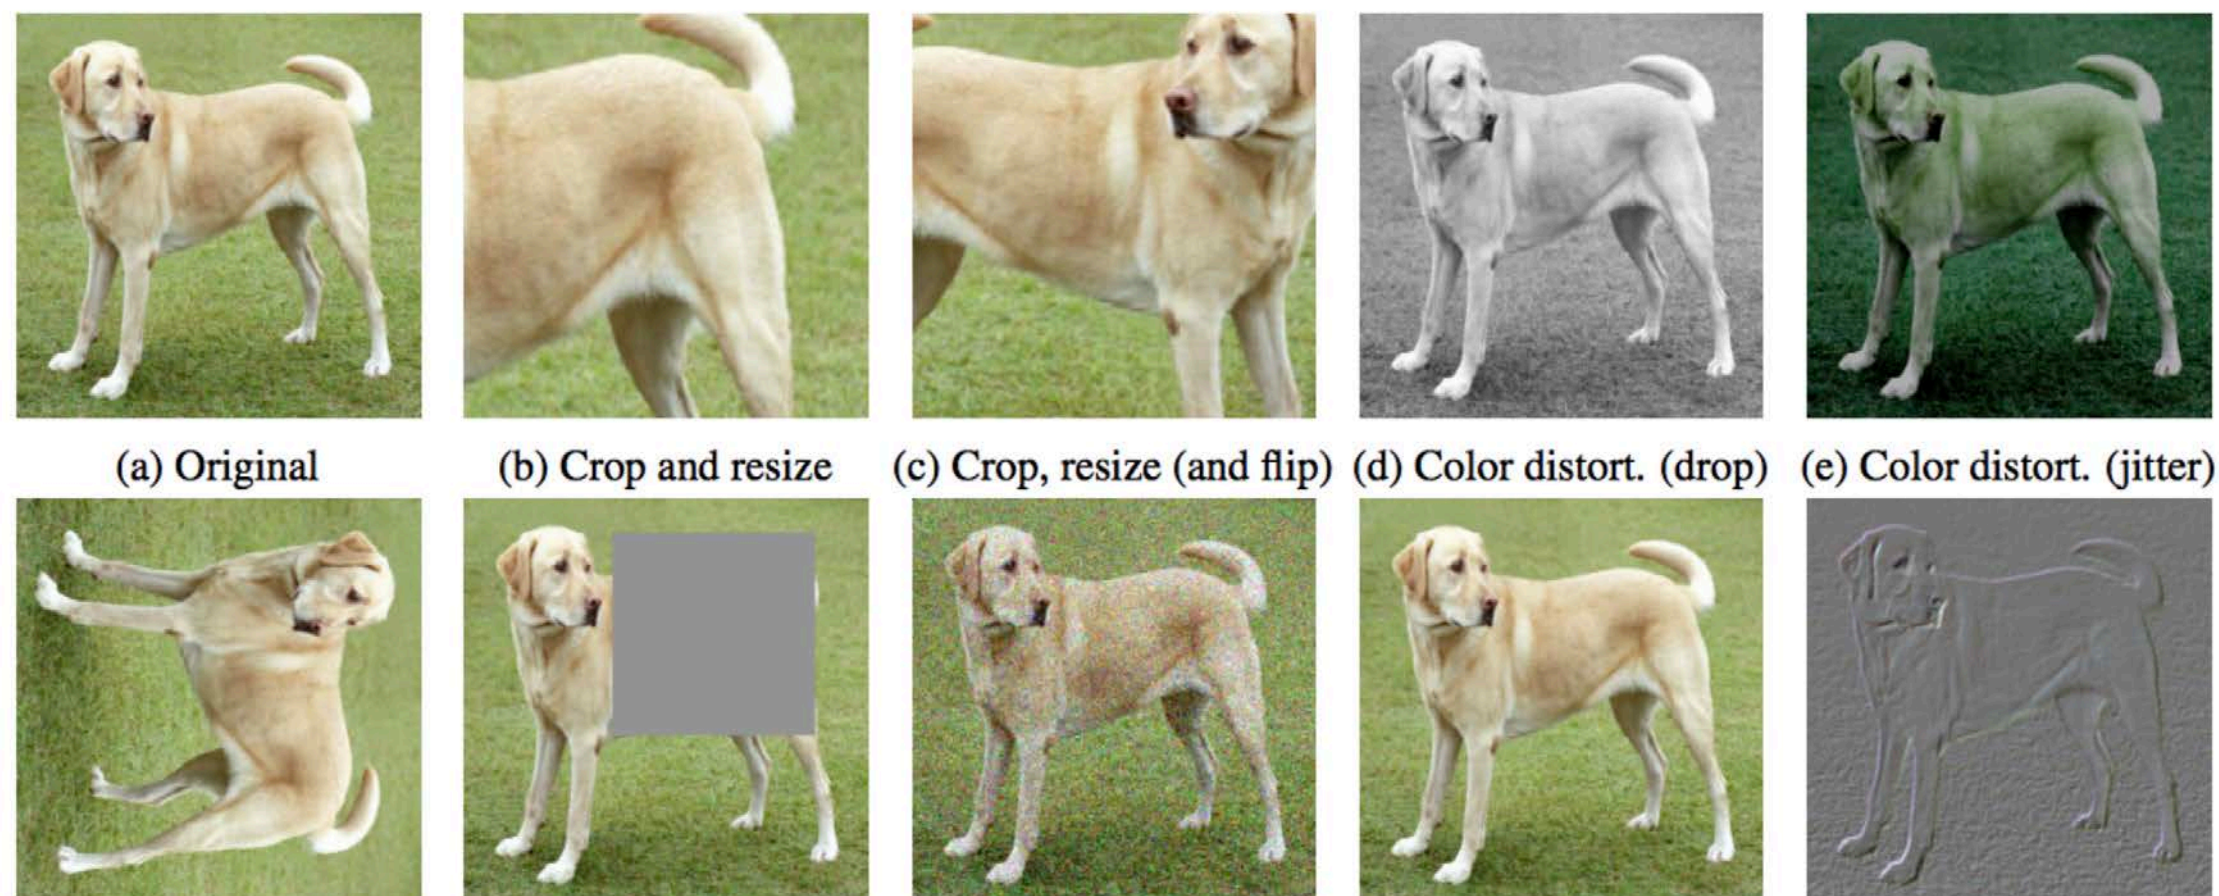 (a) Original
(b) Crop and resize
(c) Crop, resize (and flip)
(d) Color distort. (drop)
(e) Color distort. (jitter)